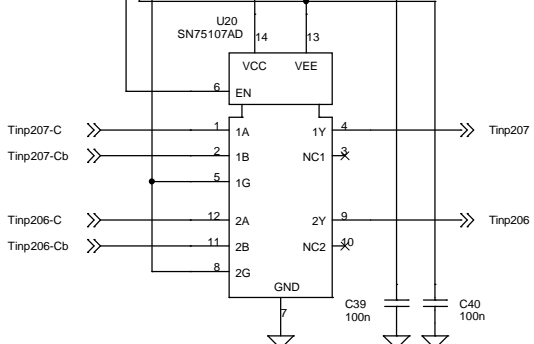 U20
SN75107AD
14
13
VCC
VEE
6
EN
Tinp207-C
1
1A
1Y
4
Tinp207
Tinp207-Cb
2
1B
NC1
3
5
1G
Tinp206-C
12
2A
2Y
9
Tinp206
Tinp206-Cb
11
2B
NC2
10
8
2G
GND
7
C39
100n
C40
100n